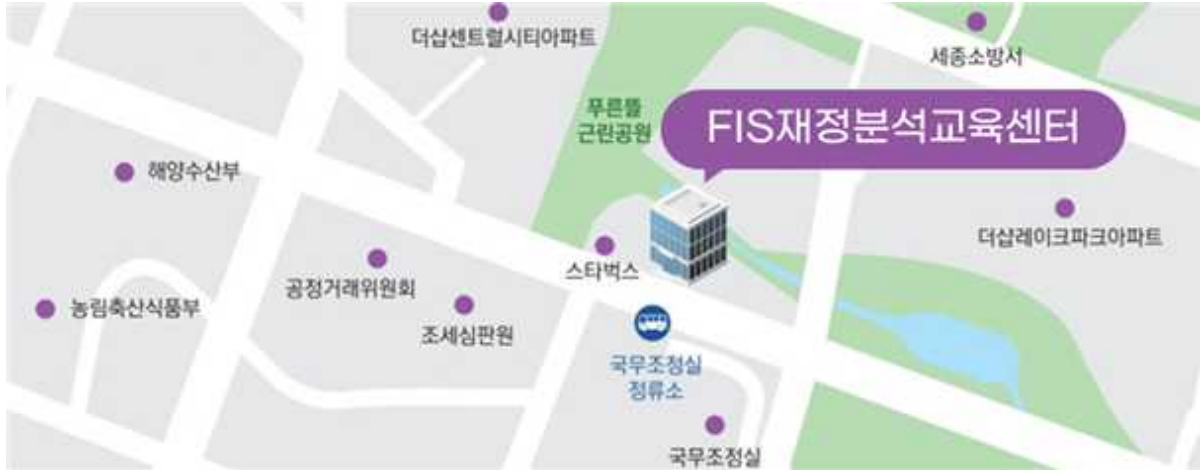 더샵센트럴시티아파트
세종소방서
푸른뜰
근린공원
FIS재정분석교육센터
해양수산부
더샵레이크파크아파트
스타벅스
공정거래위원회
농림축산식품부
조세심판원
국무조정실
정류소
국무조정실